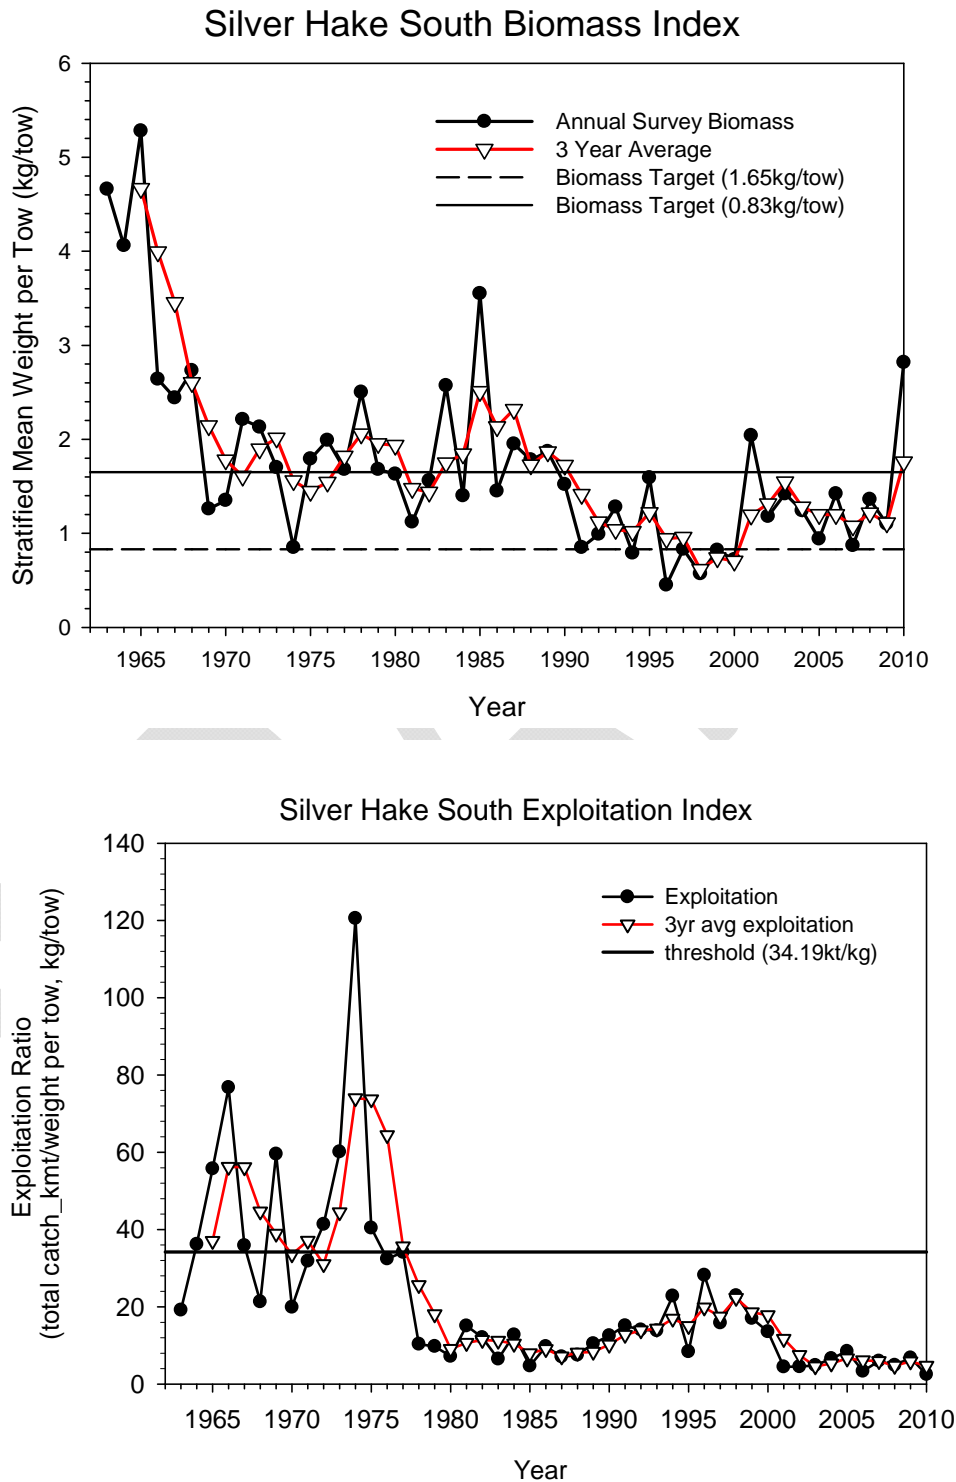 Silver Hake South Biomass Index
6
5
4
3
2
1
0
Stratified Mean Weight per Tow (kg/tow)
Annual Survey Biomass
3 Year Average
Biomass Target (1.65kg/tow)
Biomass Target (0.83kg/tow)
1965 1970 1975 1980 1985 1990 1995 2000 2005 2010
Year
Silver Hake South Exploitation Index
140
120
100
80
60
40
20
0
Exploitation Ratio
(total catch_kmt/weight per tow, kg/tow)
Exploitation
3yr avg exploitation
threshold (34.19kt/kg)
1965 1970 1975 1980 1985 1990 1995 2000 2005 2010
Year